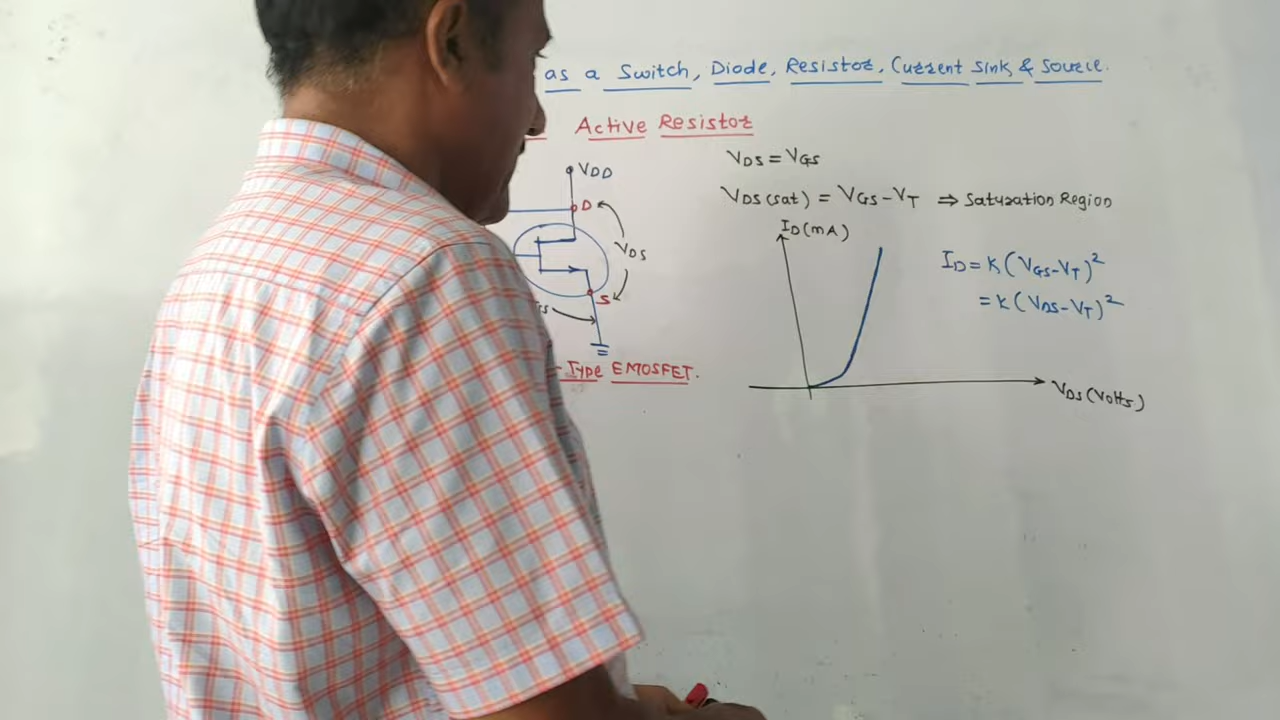 as a Switch, Diode, Resistor, Current Sink & Source.
Active Resistor
VDD
D
VDS
S
Type EMOSFET.
VDS = VGS
VDS(sat) = VGS-VT ⇒ Saturation Region
ID(mA)
ID = K(VGS-VT)²
= K(VDS-VT)²
VDS(Volts)